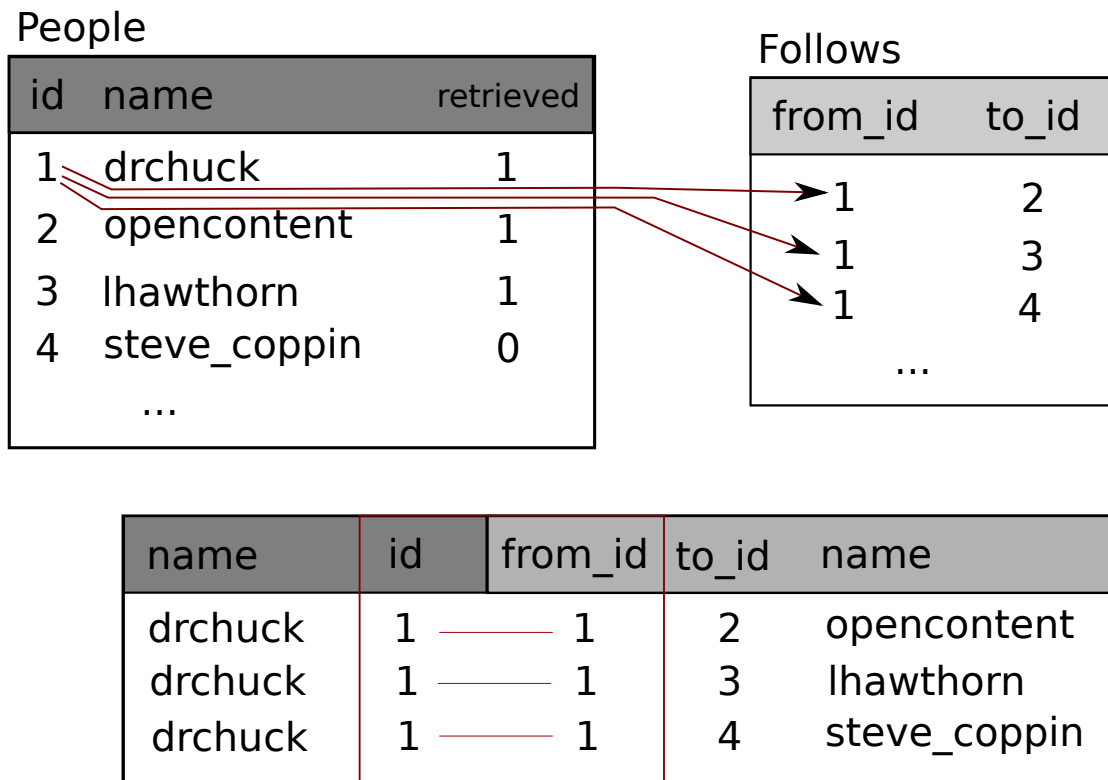 People
id name retrieved
1 drchuck 1
2 opencontent 1
3 lhawthorn 1
4 steve_coppin 0
...
Follows
from_id to_id
1 2
1 3
1 4
...
name id from_id to_id name
drchuck 1 1 2 opencontent
drchuck 1 1 3 lhawthorn
drchuck 1 1 4 steve_coppin